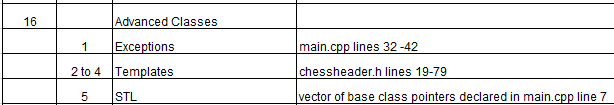 16 Advanced Classes
1 Exceptions main.cpp lines 32 -42
2 to 4 Templates chessheader.h lines 19-79
5 STL vector of base class pointers declared in main.cpp line 7